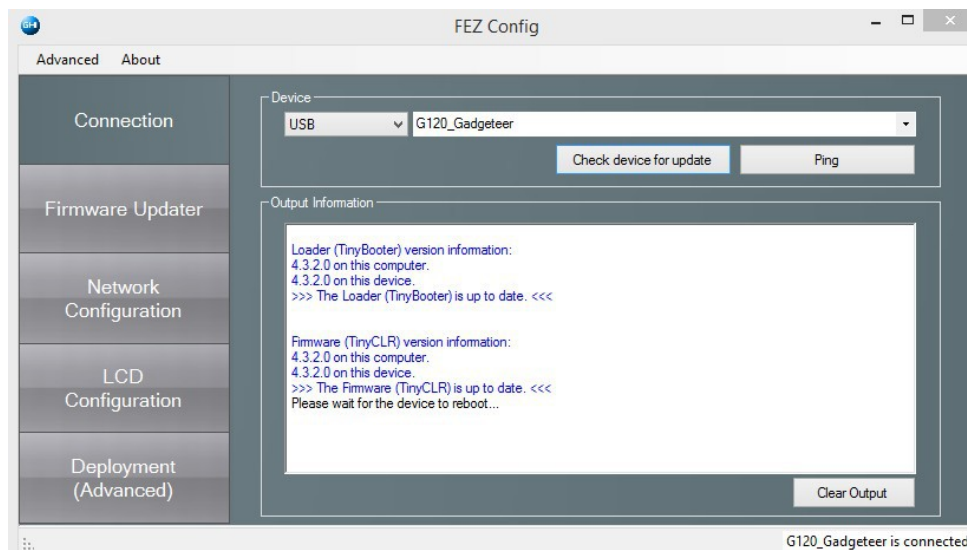 GHI
FEZ Config
Advanced About
Connection
Firmware Updater
Network
Configuration
LCD
Configuration
Deployment
(Advanced)
Device
USB G120_Gadgeteer
Check device for update Ping
Output Information
Loader (TinyBooter) version information:
4.3.2.0 on this computer.
4.3.2.0 on this device.
>>> The Loader (TinyBooter) is up to date. <<<
Firmware (TinyCLR) version information:
4.3.2.0 on this computer.
4.3.2.0 on this device.
>>> The Firmware (TinyCLR) is up to date. <<<
Please wait for the device to reboot...
Clear Output
G120_Gadgeteer is connected